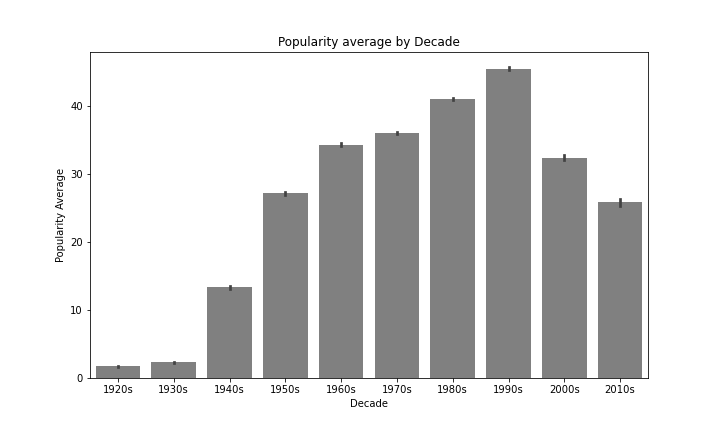 Popularity average by Decade
Popularity Average
40
30
20
10
0
1920s 1930s 1940s 1950s 1960s 1970s 1980s 1990s 2000s 2010s
Decade